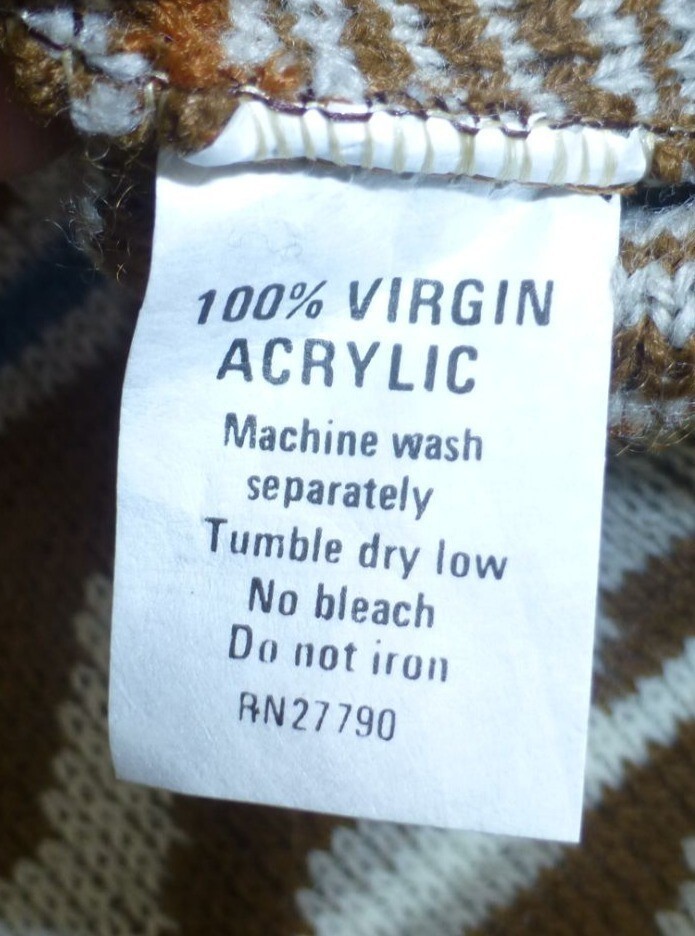 100% VIRGIN
ACRYLIC
Machine wash
separately
Tumble dry low
No bleach
Do not iron
RN27790